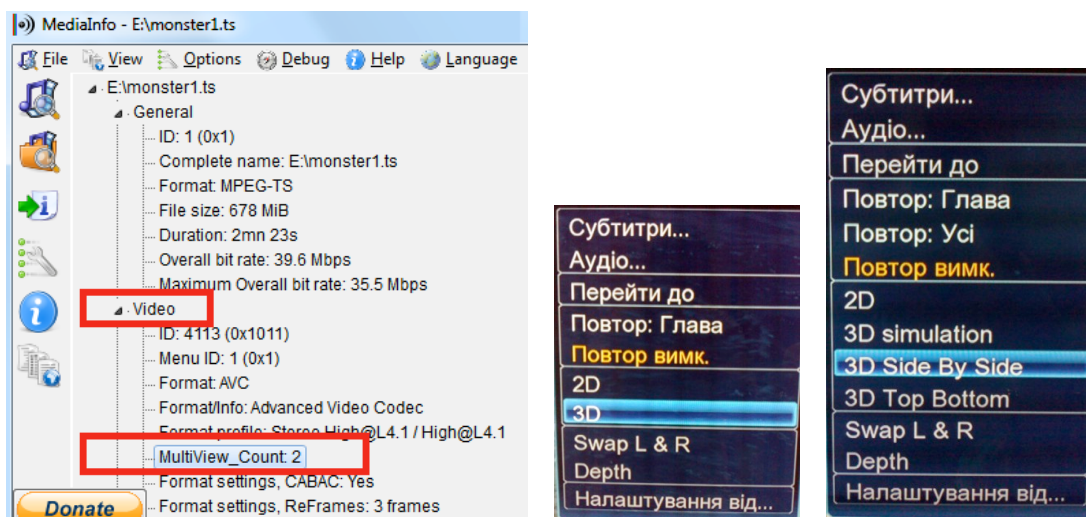 MediaInfo - E:\monster1.ts
File View Options Debug Help Language
E:\monster1.ts
General
ID: 1 (0x1)
Complete name: E:\monster1.ts
Format: MPEG-TS
File size: 678 MiB
Duration: 2mn 23s
Overall bit rate: 39.6 Mbps
Maximum Overall bit rate: 35.5 Mbps
Video
ID: 4113 (0x1011)
Menu ID: 1 (0x1)
Format: AVC
Format/Info: Advanced Video Codec
Format profile: Stereo High@L4.1 / High@L4.1
MultiView_Count: 2
Format settings, CABAC: Yes
Format settings, ReFrames: 3 frames
Donate
Субтитри...
Аудіо...
Перейти до
Повтор: Глава
Повтор вимк.
2D
3D
Swap L & R
Depth
Налаштування від...
Субтитри...
Аудіо...
Перейти до
Повтор: Глава
Повтор: Усі
Повтор вимк.
2D
3D simulation
3D Side By Side
3D Top Bottom
Swap L & R
Depth
Налаштування від...